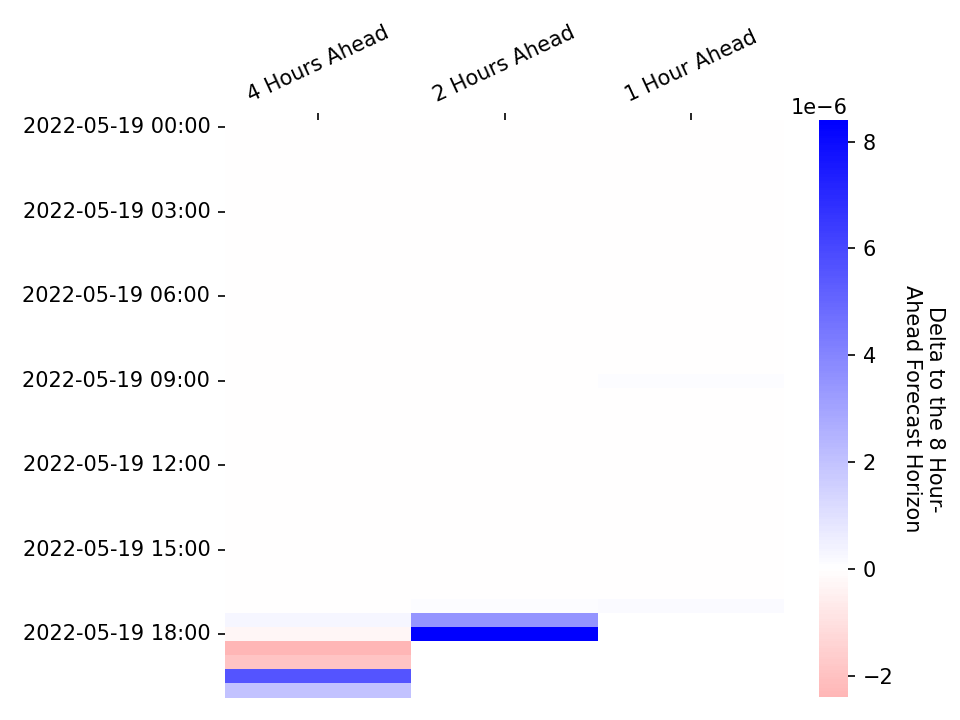 4 Hours Ahead
2 Hours Ahead
1 Hour Ahead
1e−6
2022-05-19 00:00
2022-05-19 03:00
2022-05-19 06:00
2022-05-19 09:00
2022-05-19 12:00
2022-05-19 15:00
2022-05-19 18:00
8
6
4
2
0
−2
Delta to the 8 Hour-
Ahead Forecast Horizon